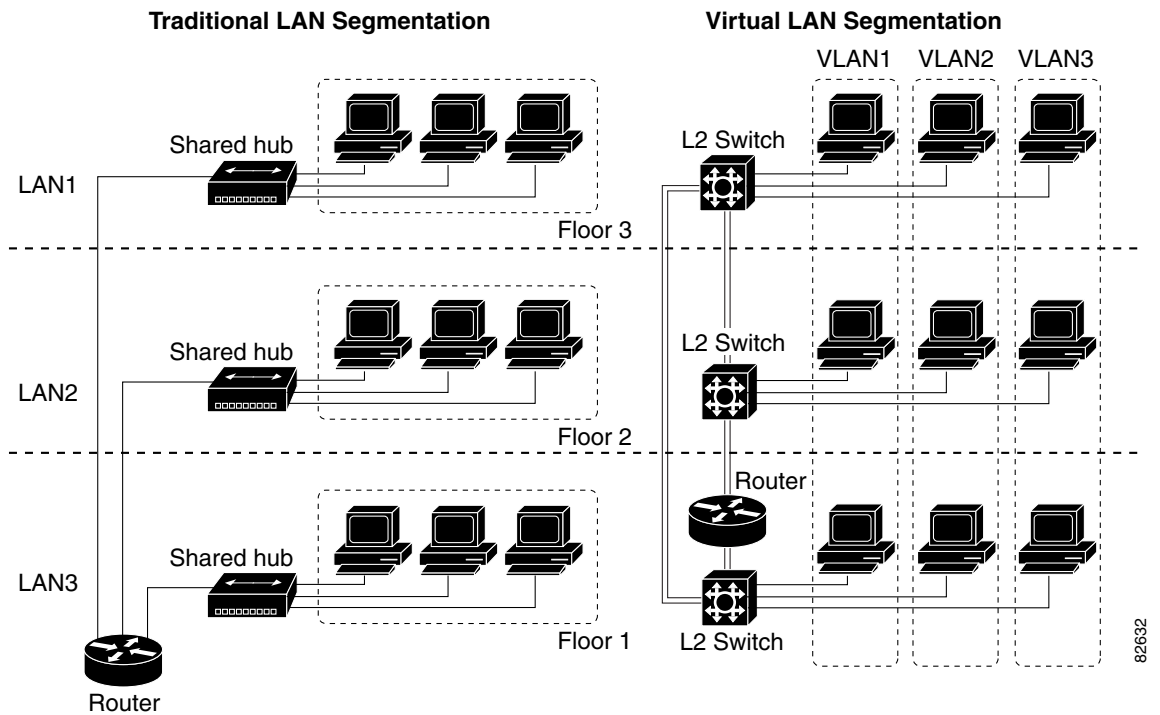 Traditional LAN Segmentation
Virtual LAN Segmentation
VLAN1
VLAN2
VLAN3
Shared hub
L2 Switch
LAN1
Floor 3
Shared hub
L2 Switch
LAN2
Floor 2
Router
Shared hub
LAN3
Floor 1
L2 Switch
Router
82632